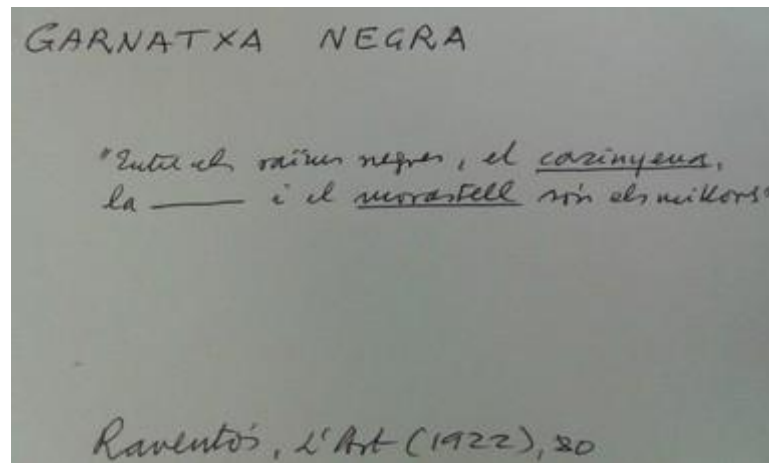 GARNATXA NEGRA
"Entre els raïms negres, el carinyena,
la —— i el morastell són els millors"
Raventós, L'Art (1922), 80